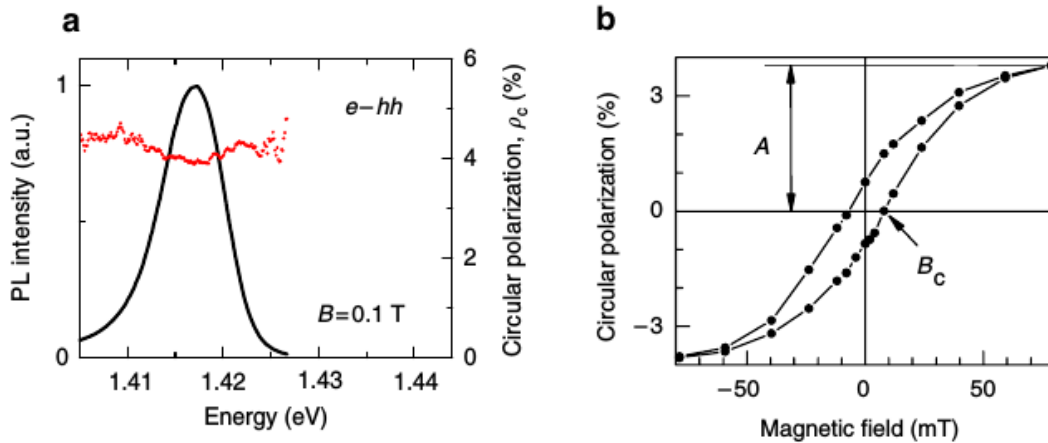 a
PL intensity (a.u.)
1
0
e–hh
B=0.1 T
1.41
1.42
1.43
1.44
Energy (eV)
6
4
2
0
Circular polarization, ρc (%)
b
Circular polarization (%)
3
0
−3
A
Bc
−50
0
50
Magnetic field (mT)